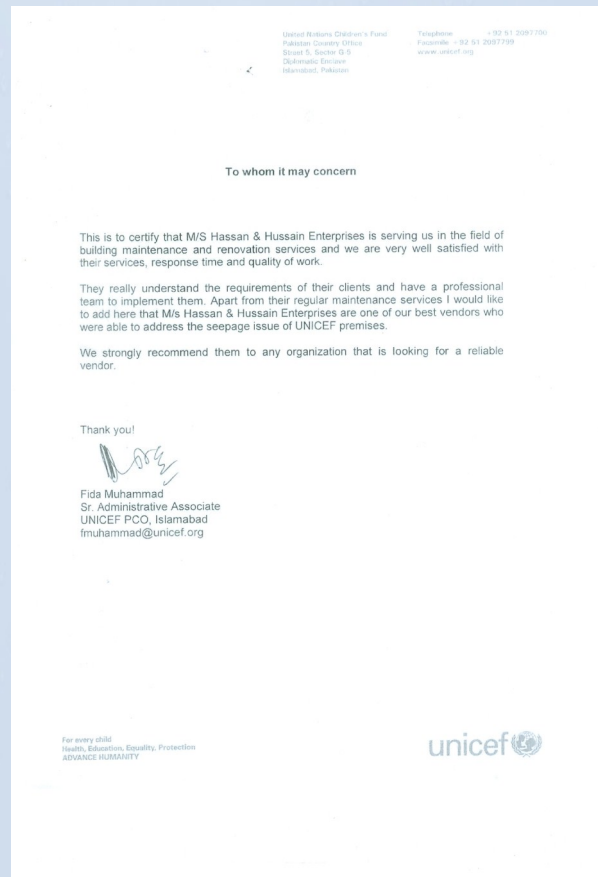 United Nations Children's Fund
Pakistan Country Office
Street 5, Sector G-5
Diplomatic Enclave
Islamabad, Pakistan
Telephone +92 51 2097700
Facsimile +92 51 2097799
www.unicef.org
To whom it may concern
This is to certify that M/S Hassan & Hussain Enterprises is serving us in the field of
building maintenance and renovation services and we are very well satisfied with
their services, response time and quality of work.
They really understand the requirements of their clients and have a professional
team to implement them. Apart from their regular maintenance services I would like
to add here that M/s Hassan & Hussain Enterprises are one of our best vendors who
were able to address the seepage issue of UNICEF premises.
We strongly recommend them to any organization that is looking for a reliable
vendor.
Thank you!
Fida Muhammad
Sr. Administrative Associate
UNICEF PCO, Islamabad
fmuhammad@unicef.org
For every child
Health, Education, Equality, Protection
ADVANCE HUMANITY
unicef